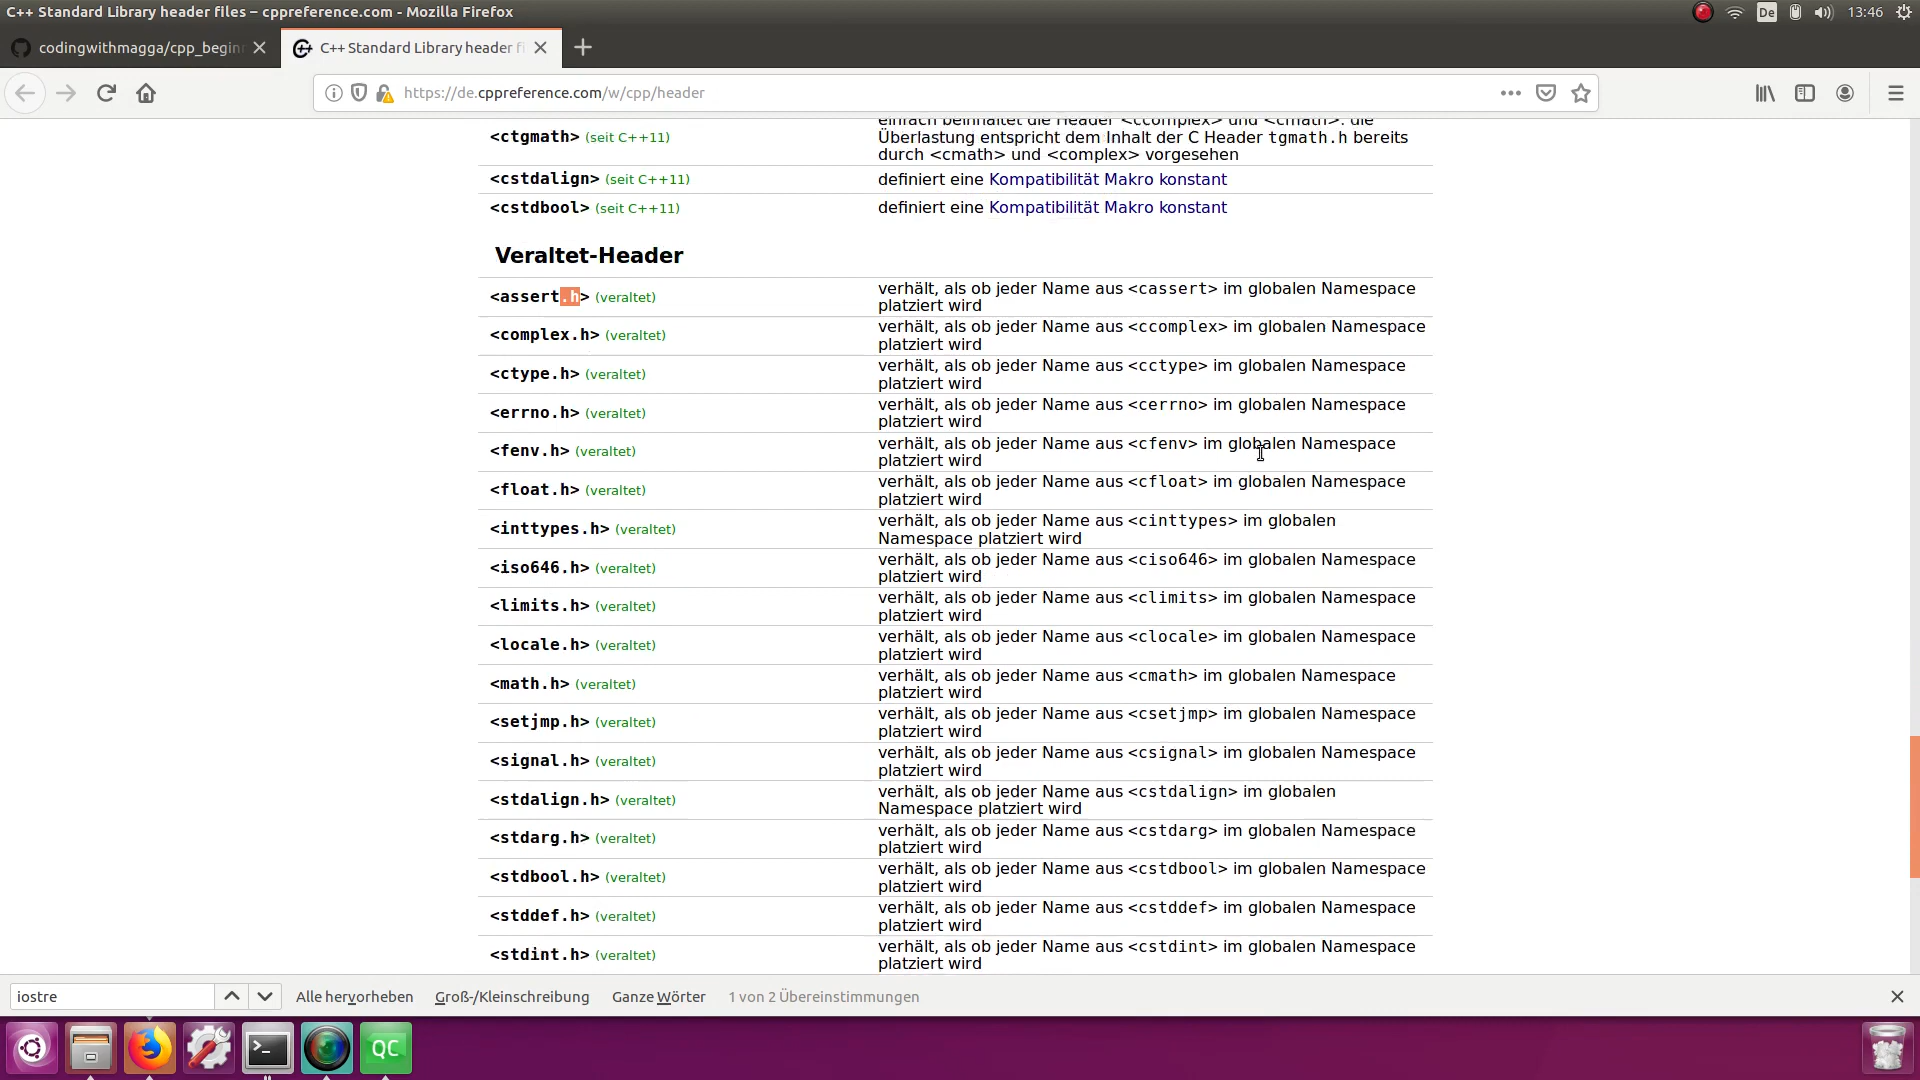 C++ Standard Library header files – cppreference.com - Mozilla Firefox
De
13:46
codingwithmagga/cpp_begin
C++ Standard Library header f
https://de.cppreference.com/w/cpp/header
einfach beinhaltet die Header <ccomplex> und <cmath>: die
<ctgmath> (seit C++11)
Überlastung entspricht dem Inhalt der C Header tgmath.h bereits
durch <cmath> und <complex> vorgesehen
<cstdalign> (seit C++11)
definiert eine Kompatibilität Makro konstant
<cstdbool> (seit C++11)
definiert eine Kompatibilität Makro konstant
Veraltet-Header
<assert.h> (veraltet)
verhält, als ob jeder Name aus <cassert> im globalen Namespace
platziert wird
<complex.h> (veraltet)
verhält, als ob jeder Name aus <ccomplex> im globalen Namespace
platziert wird
<ctype.h> (veraltet)
verhält, als ob jeder Name aus <cctype> im globalen Namespace
platziert wird
<errno.h> (veraltet)
verhält, als ob jeder Name aus <cerrno> im globalen Namespace
platziert wird
<fenv.h> (veraltet)
verhält, als ob jeder Name aus <cfenv> im globalen Namespace
platziert wird
<float.h> (veraltet)
verhält, als ob jeder Name aus <cfloat> im globalen Namespace
platziert wird
<inttypes.h> (veraltet)
verhält, als ob jeder Name aus <cinttypes> im globalen
Namespace platziert wird
<iso646.h> (veraltet)
verhält, als ob jeder Name aus <ciso646> im globalen Namespace
platziert wird
<limits.h> (veraltet)
verhält, als ob jeder Name aus <climits> im globalen Namespace
platziert wird
<locale.h> (veraltet)
verhält, als ob jeder Name aus <clocale> im globalen Namespace
platziert wird
<math.h> (veraltet)
verhält, als ob jeder Name aus <cmath> im globalen Namespace
platziert wird
<setjmp.h> (veraltet)
verhält, als ob jeder Name aus <csetjmp> im globalen Namespace
platziert wird
<signal.h> (veraltet)
verhält, als ob jeder Name aus <csignal> im globalen Namespace
platziert wird
<stdalign.h> (veraltet)
verhält, als ob jeder Name aus <cstdalign> im globalen
Namespace platziert wird
<stdarg.h> (veraltet)
verhält, als ob jeder Name aus <cstdarg> im globalen Namespace
platziert wird
<stdbool.h> (veraltet)
verhält, als ob jeder Name aus <cstdbool> im globalen Namespace
platziert wird
<stddef.h> (veraltet)
verhält, als ob jeder Name aus <cstddef> im globalen Namespace
platziert wird
<stdint.h> (veraltet)
verhält, als ob jeder Name aus <cstdint> im globalen Namespace
platziert wird
iostre
Alle hervorheben
Groß-/Kleinschreibung
Ganze Wörter
1 von 2 Übereinstimmungen
QC